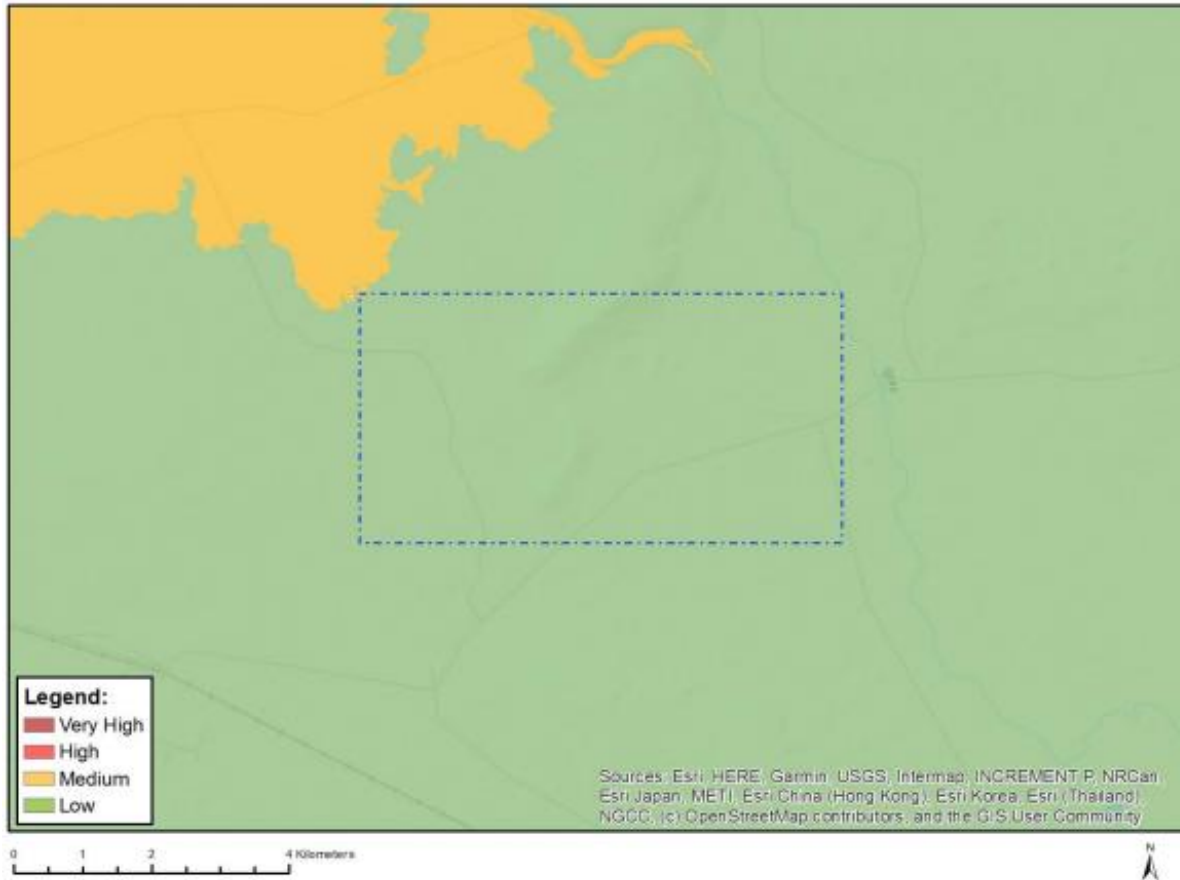 Legend:
Very High
High
Medium
Low
Sources: Esri, HERE, Garmin, USGS, Intermap, INCREMENT P, NRCan,
Esri Japan, METI, Esri China (Hong Kong), Esri Korea, Esri (Thailand),
NGCC, (c) OpenStreetMap contributors, and the GIS User Community
0 1 2 4 Kilometers
N